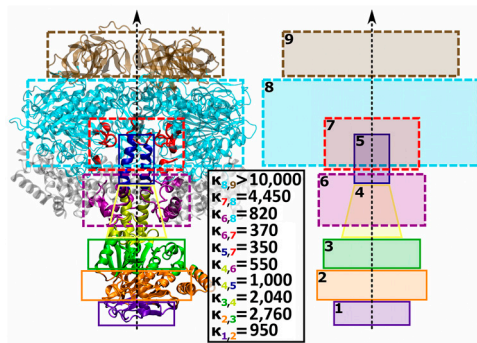 9
8
7
5
6
4
3
2
1
κ8,9>10,000
κ7,8=4,450
κ6,8=820
κ6,7=370
κ5,7=350
κ4,6=550
κ4,5=1,000
κ3,4=2,040
κ2,3=2,760
κ1,2=950